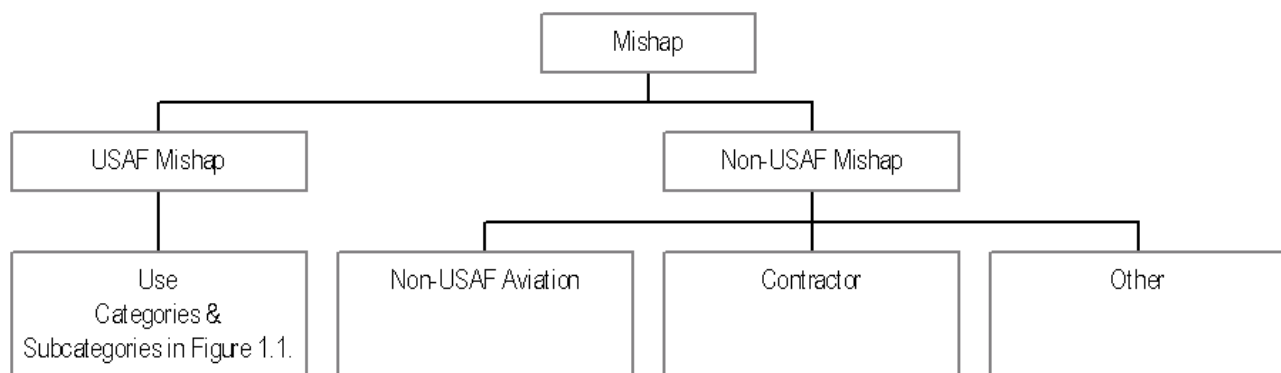 Mishap
USAF Mishap
Non-USAF Mishap
Use
Categories &
Subcategories in Figure 1.1.
Non-USAF Aviation
Contractor
Other